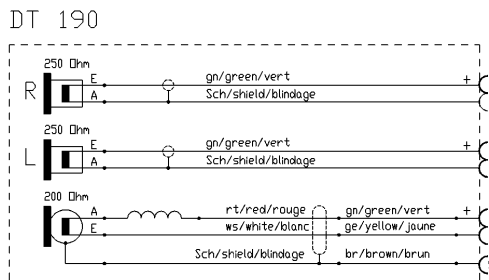 DT 190
250 Ohm
R E gn/green/vert +
A Sch/shield/blindage
250 Ohm
L E gn/green/vert +
A Sch/shield/blindage
200 Ohm
A rt/red/rouge gn/green/vert +
E ws/white/blanc ge/yellow/jaune
Sch/shield/blindage br/brown/brun